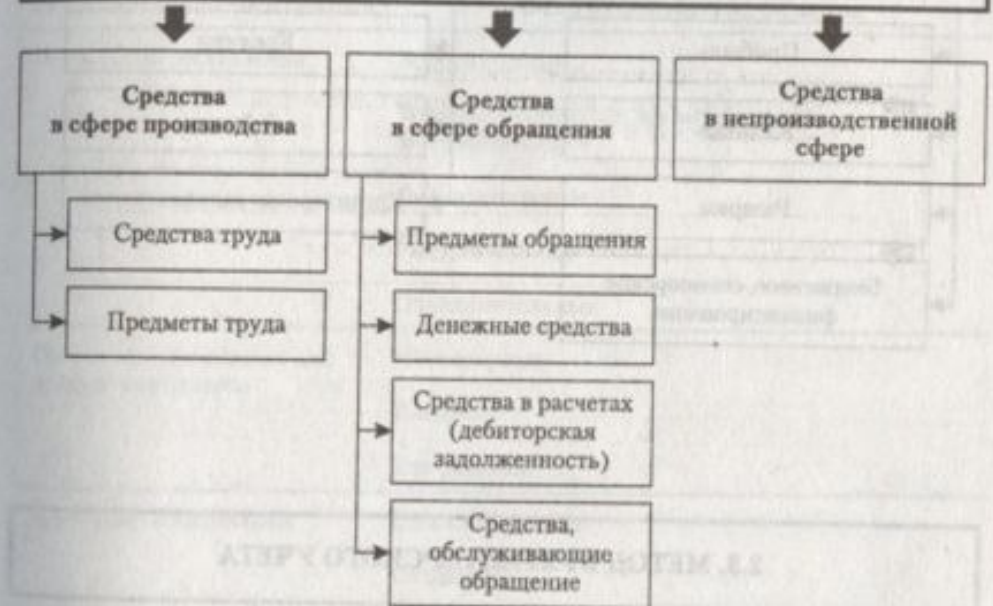 Средства
в сфере производства
Средства труда
Предметы труда
Средства
в сфере обращения
Предметы обращения
Денежные средства
Средства в расчетах
(дебиторская
задолженность)
Средства,
обслуживающие
обращение
Средства
в непроизводственной
сфере